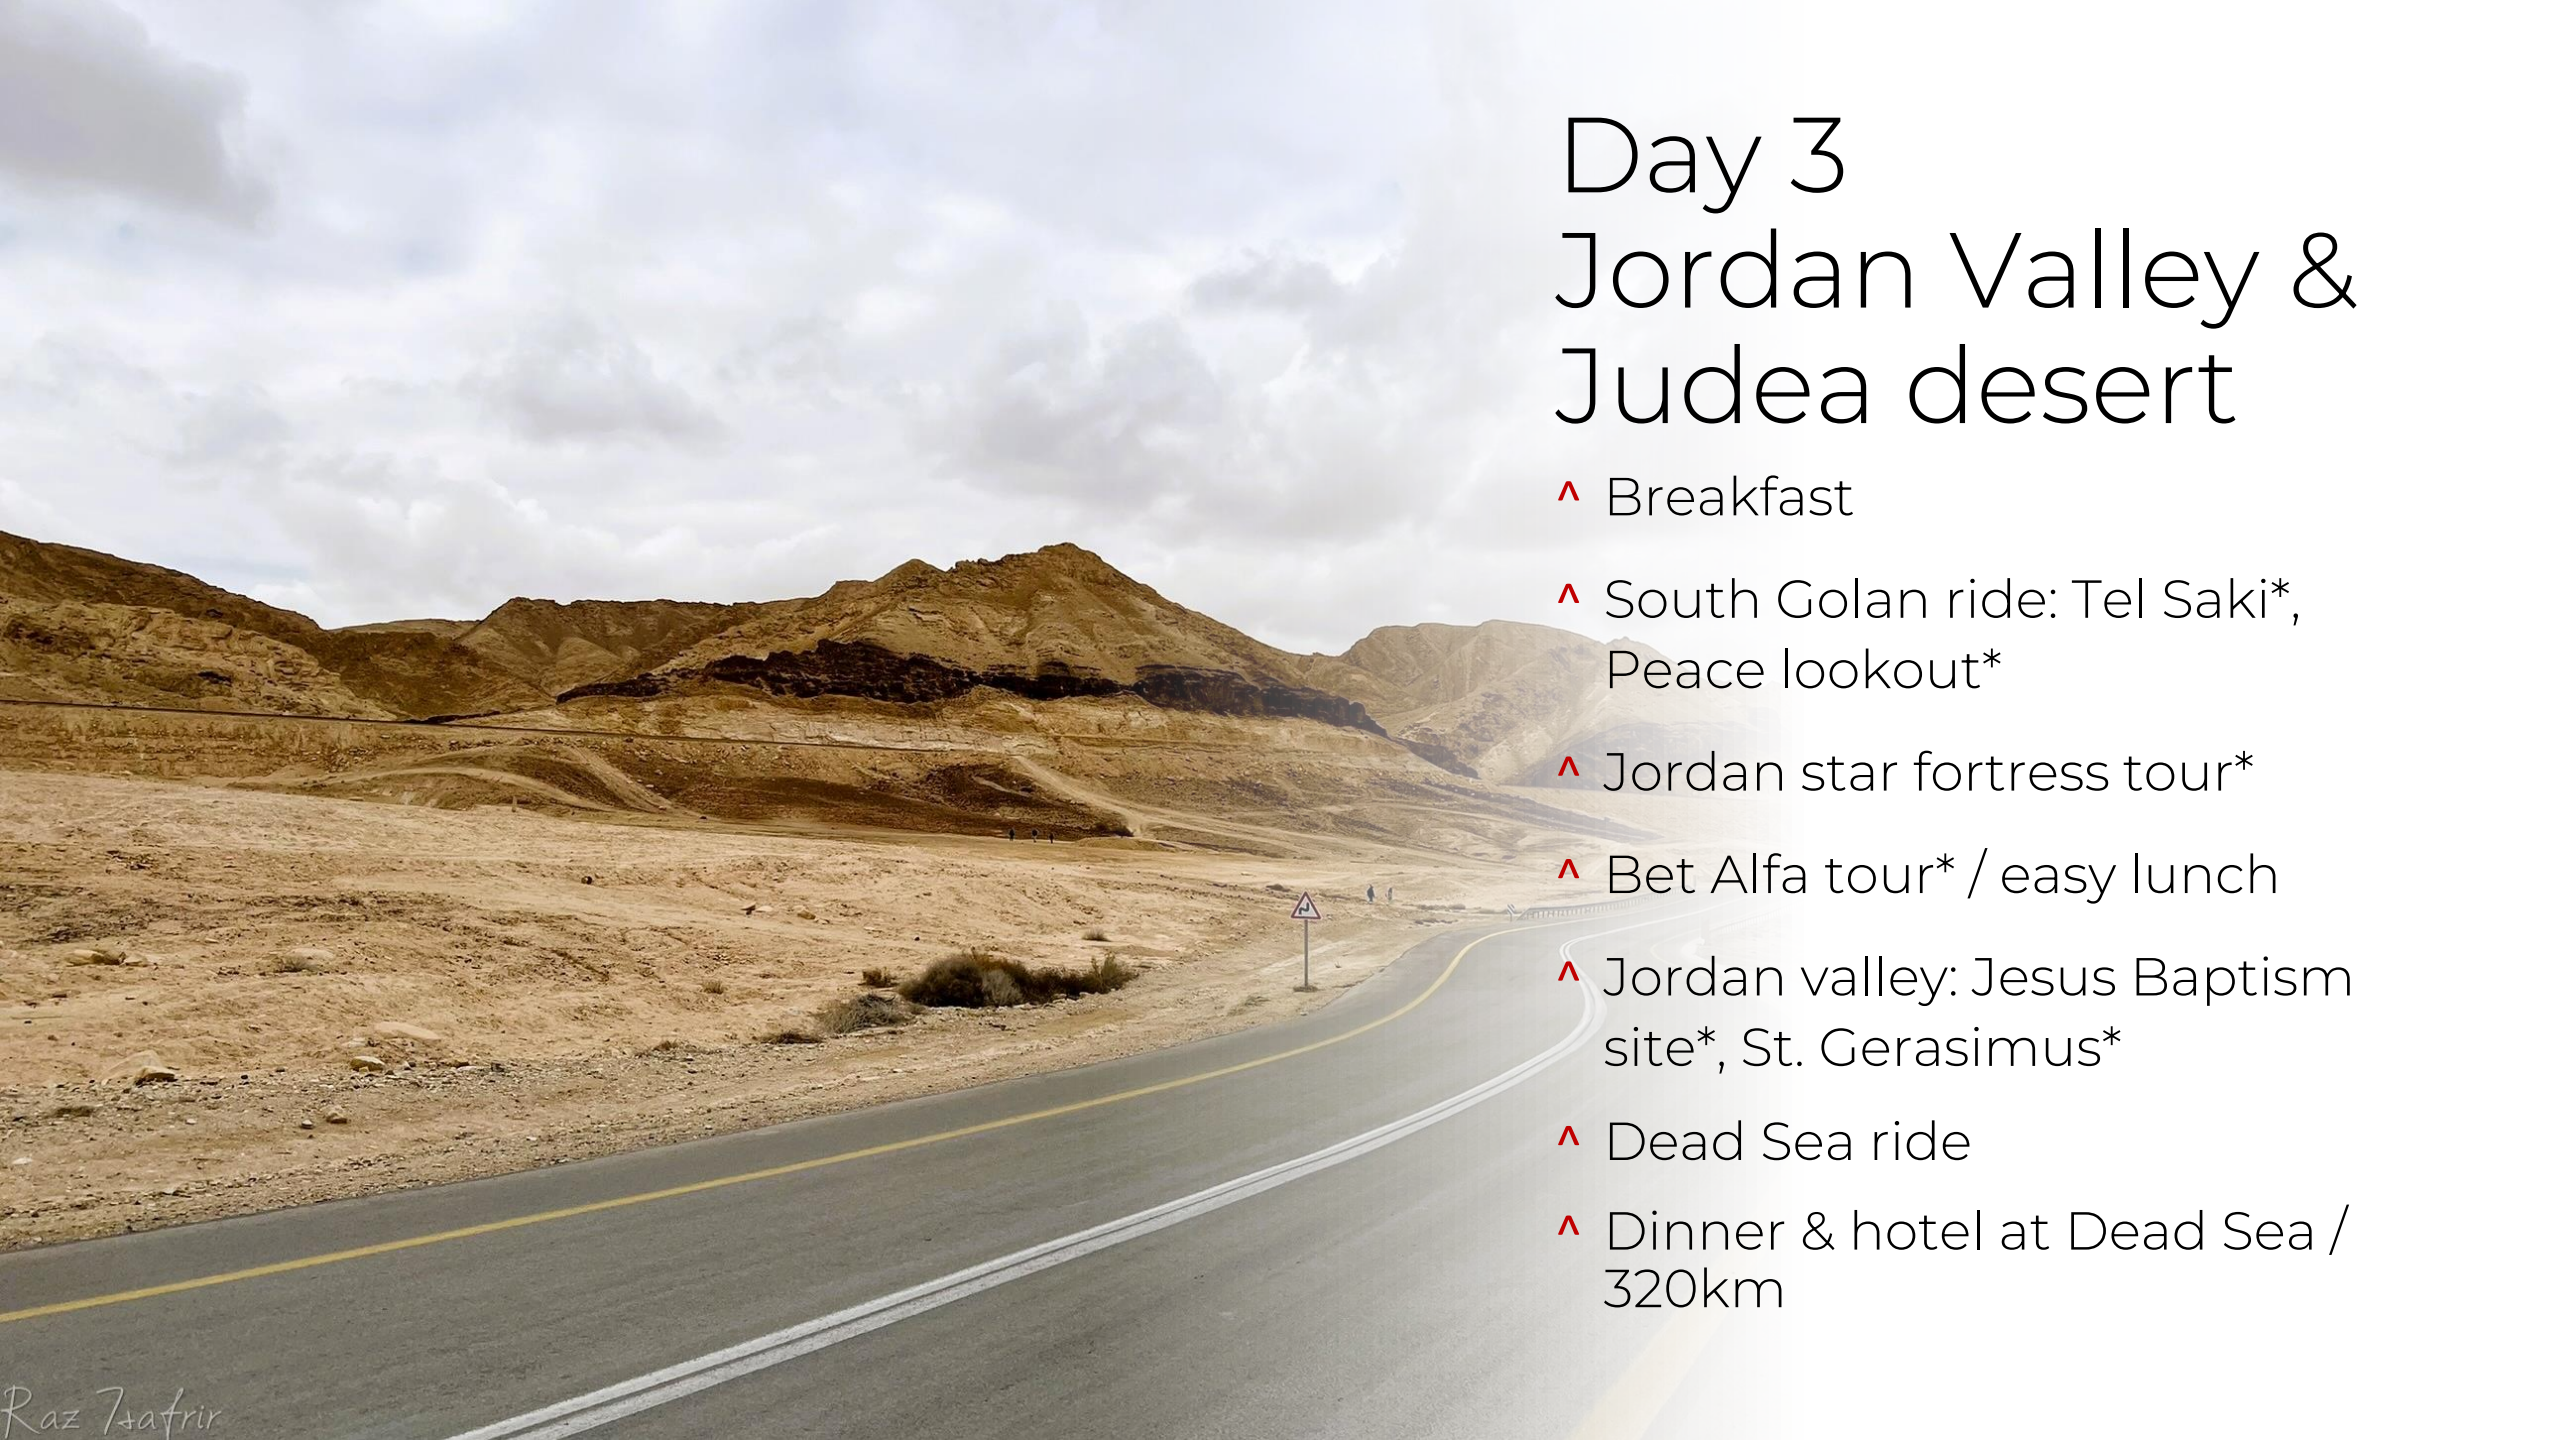 Day 3
Jordan Valley &
Judea desert
^ Breakfast
^ South Golan ride: Tel Saki*,
Peace lookout*
^ Jordan star fortress tour*
^ Bet Alfa tour* / easy lunch
^ Jordan valley: Jesus Baptism
site*, St. Gerasimus*
^ Dead Sea ride
^ Dinner & hotel at Dead Sea /
320km
Raz Tsafrir